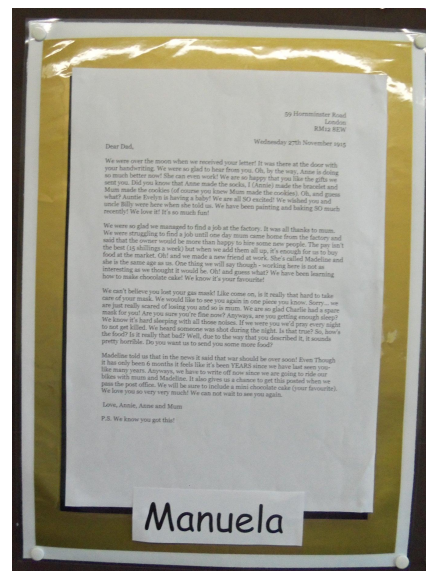 39 Hornminster Road
London
RM12 8EW
Wednesday 27th November 1915
Dear Dad,
We were over the moon when we received your letter! It was there at the door with
your handwriting. We were so glad to hear from you. Oh, by the way, Anne is doing
so much better now! She can even work! We are so happy that you like the gifts we
sent you. Did you know that Anne made the socks, I (Annie) made the bracelet and
Mum made the cookies (of course you knew Mum made the cookies). Oh, and guess
what? Auntie Evelyn is having a baby! We are all SO excited! We wished you and
uncle Billy were here when she told us. We have been painting and baking SO much
recently! We love it! It's so much fun!
We were so glad we managed to find a job at the factory. It was all thanks to mum.
We were struggling to find a job until one day mum came home from the factory and
said that the owner would be more than happy to hire some new people. The pay isn't
the best (15 shillings a week) but when we add them all up, it's enough for us to buy
food at the market. Oh! and we made a new friend at work. She's called Madeline and
she is the same age as us. One thing we will say though - working here is not as
interesting as we thought it would be. Oh! and guess what? We have been learning
how to make chocolate cake! We know it's your favourite!
We can't believe you lost your gas mask! Like come on, is it really that hard to take
care of your mask. We would like to see you again in one piece you know. Sorry... we
are just really scared of losing you and so is mum. We are so glad Charlie had a spare
mask for you! Are you sure you're fine now? Anyways, are you getting enough sleep?
We know it's hard sleeping with all those noises. If we were you we'd pray every night
to not get killed. We heard someone was shot during the night. Is that true? So, how's
the food? Is it really that bad? Well, due to the way that you described it, it sounds
pretty horrible. Do you want us to send you some more food?
Madeline told us that in the news it said that war should be over soon! Even Though
it has only been 6 months it feels like it's been YEARS since we have last seen you-
like many years. Anyways, we have to write off now since we are going to ride our
bikes with mum and Madeline. It also gives us a chance to get this posted when we
pass the post office. We will be sure to include a mini chocolate cake (your favourite).
We love you so very very much! We can not wait to see you again.
Love, Annie, Anne and Mum
P.S. We know you got this!
Manuela